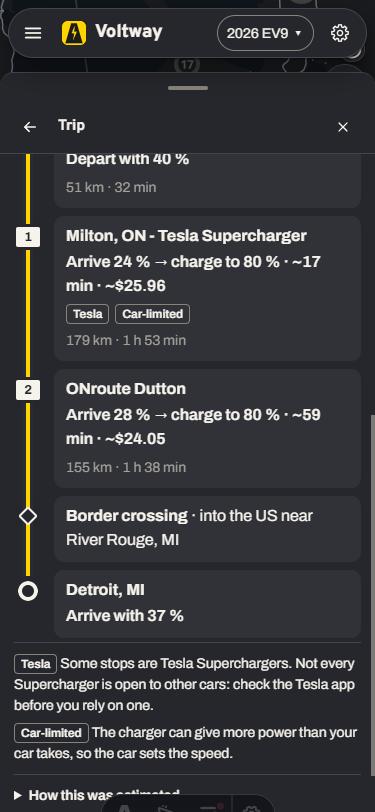 Voltway
2026 EV9 ▼
17
← Trip ×
Depart with 40 %
51 km · 32 min
1
Milton, ON - Tesla Supercharger
Arrive 24 % → charge to 80 % · ~17
min · ~$25.96
Tesla Car-limited
179 km · 1 h 53 min
2
ONroute Dutton
Arrive 28 % → charge to 80 % · ~59
min · ~$24.05
155 km · 1 h 38 min
Border crossing · into the US near
River Rouge, MI
Detroit, MI
Arrive with 37 %
Tesla Some stops are Tesla Superchargers. Not every
Supercharger is open to other cars: check the Tesla app
before you rely on one.
Car-limited The charger can give more power than your
car takes, so the car sets the speed.
▶ How this was estimated